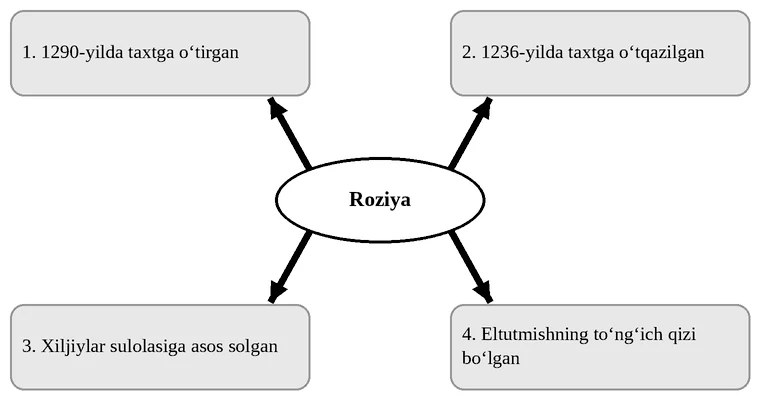 1. 1290-yilda taxtga o‘tirgan
2. 1236-yilda taxtga o‘tqazilgan
Roziya
3. Xiljiylar sulolasiga asos solgan
4. Eltutmishning to‘ng‘ich qizi
bo‘lgan